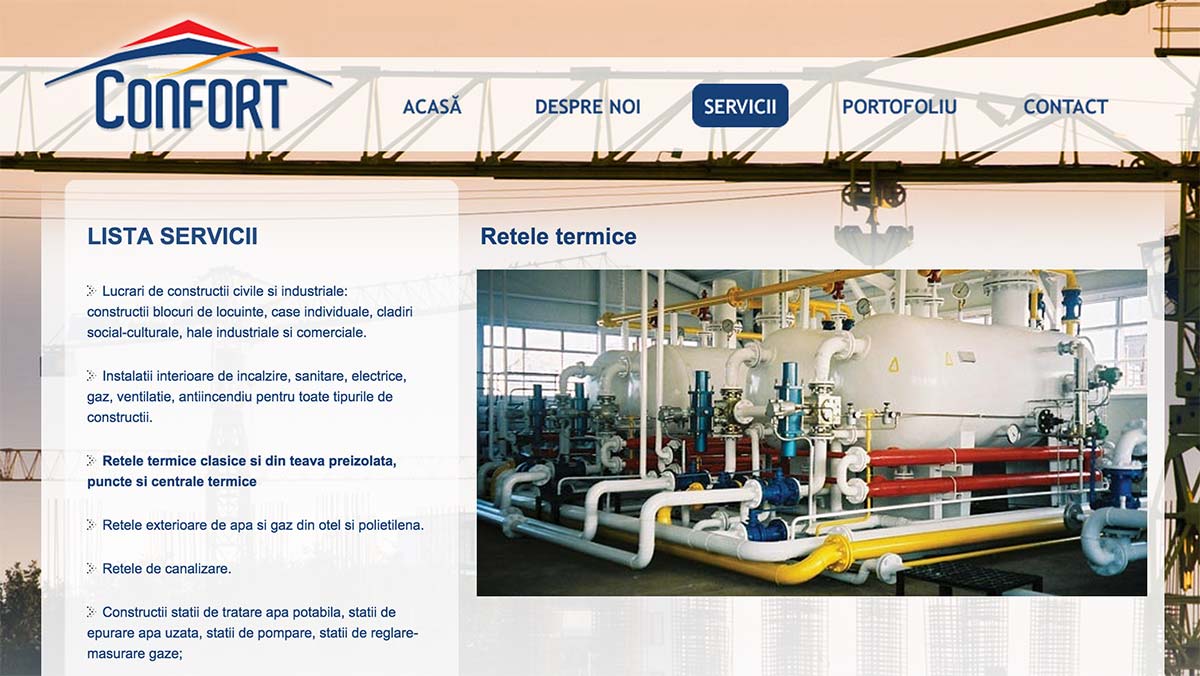 CONFORT
ACASĂ DESPRE NOI SERVICII PORTOFOLIU CONTACT
LISTA SERVICII
Lucrari de constructii civile si industriale:
constructii blocuri de locuinte, case individuale, cladiri
social-culturale, hale industriale si comerciale.
Instalatii interioare de incalzire, sanitare, electrice,
gaz, ventilatie, antiincendiu pentru toate tipurile de
constructii.
Retele termice clasice si din teava preizolata,
puncte si centrale termice
Retele exterioare de apa si gaz din otel si polietilena.
Retele de canalizare.
Constructii statii de tratare apa potabila, statii de
epurare apa uzata, statii de pompare, statii de reglare-
masurare gaze;
Retele termice